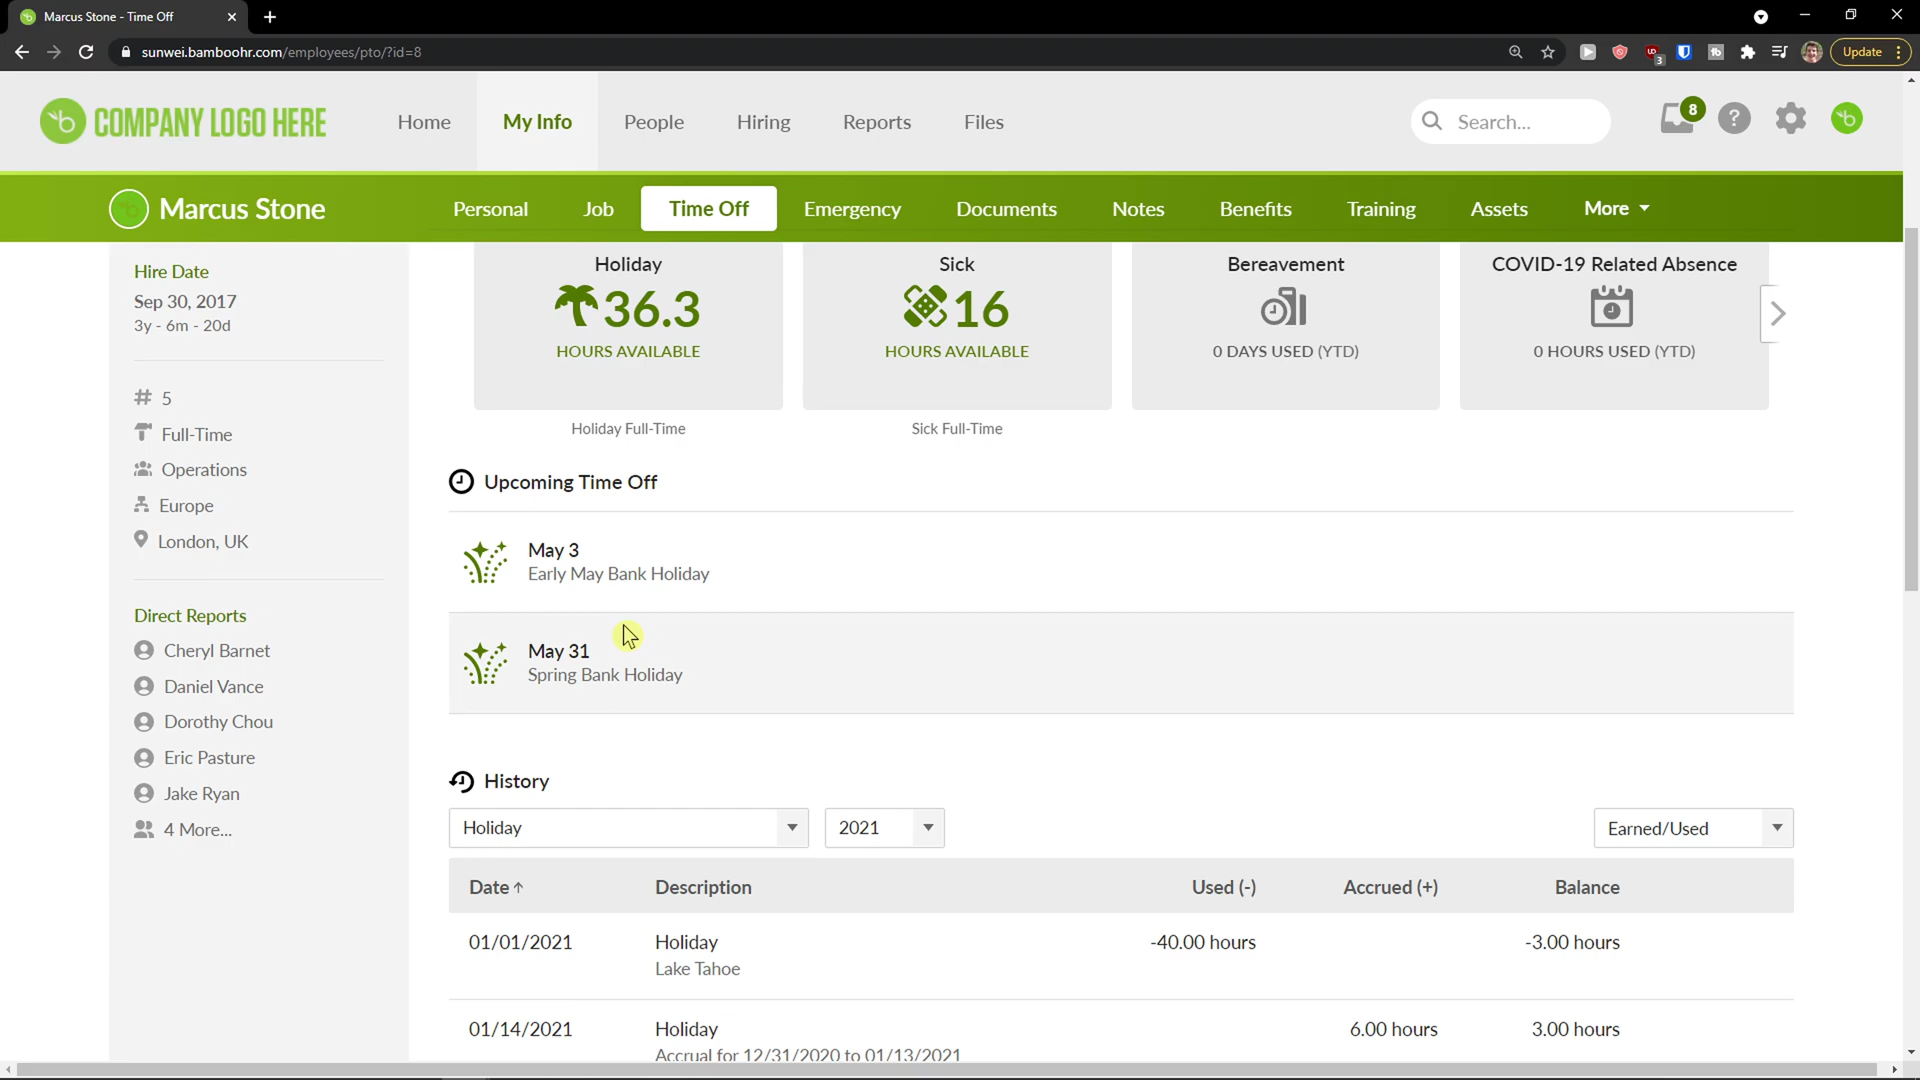 Marcus Stone - Time Off
sunwei.bamboohr.com/employees/pto/?id=8
3
Update
COMPANY LOGO HERE
Home
My Info
People
Hiring
Reports
Files
Search...
8
Marcus Stone
Personal
Job
Time Off
Emergency
Documents
Notes
Benefits
Training
Assets
More
Hire Date
Sep 30, 2017
3y - 6m - 20d
# 5
Full-Time
Operations
Europe
London, UK
Direct Reports
Cheryl Barnet
Daniel Vance
Dorothy Chou
Eric Pasture
Jake Ryan
4 More...
Holiday
36.3
HOURS AVAILABLE
Holiday Full-Time
Sick
16
HOURS AVAILABLE
Sick Full-Time
Bereavement
0 DAYS USED (YTD)
COVID-19 Related Absence
0 HOURS USED (YTD)
Upcoming Time Off
May 3
Early May Bank Holiday
May 31
Spring Bank Holiday
History
Holiday
2021
Earned/Used
Date ↑ Description Used (-) Accrued (+) Balance
01/01/2021 Holiday -40.00 hours -3.00 hours
Lake Tahoe
01/14/2021 Holiday 6.00 hours 3.00 hours
Accrual for 12/31/2020 to 01/13/2021